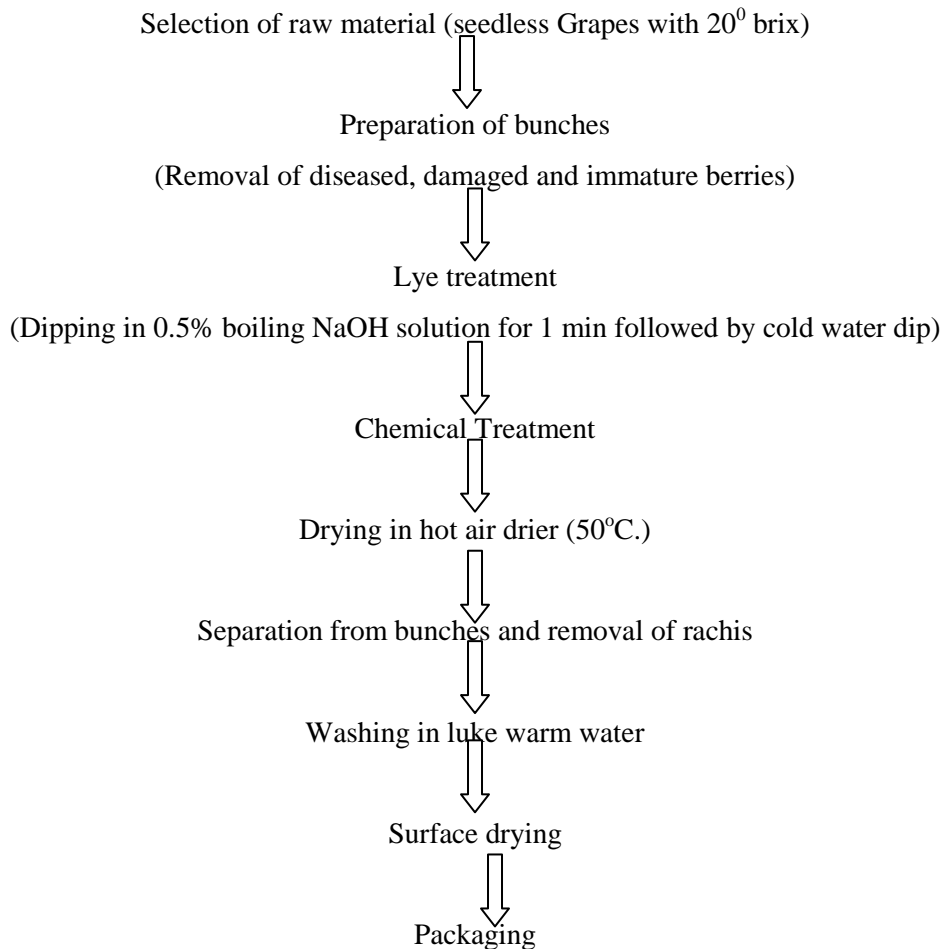 Selection of raw material (seedless Grapes with 20⁰ brix)
Preparation of bunches
(Removal of diseased, damaged and immature berries)
Lye treatment
(Dipping in 0.5% boiling NaOH solution for 1 min followed by cold water dip)
Chemical Treatment
Drying in hot air drier (50°C.)
Separation from bunches and removal of rachis
Washing in luke warm water
Surface drying
Packaging